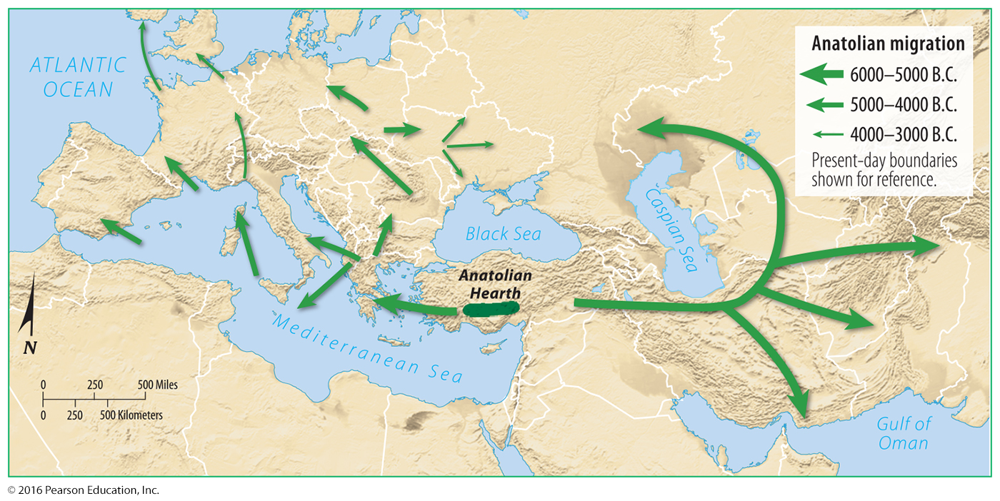 ATLANTIC
OCEAN
Anatolian migration
6000–5000 B.C.
5000–4000 B.C.
4000–3000 B.C.
Present-day boundaries
shown for reference.
Caspian Sea
Black Sea
Anatolian
Hearth
Mediterranean Sea
N
0 250 500 Miles
0 250 500 Kilometers
Gulf of
Oman
© 2016 Pearson Education, Inc.